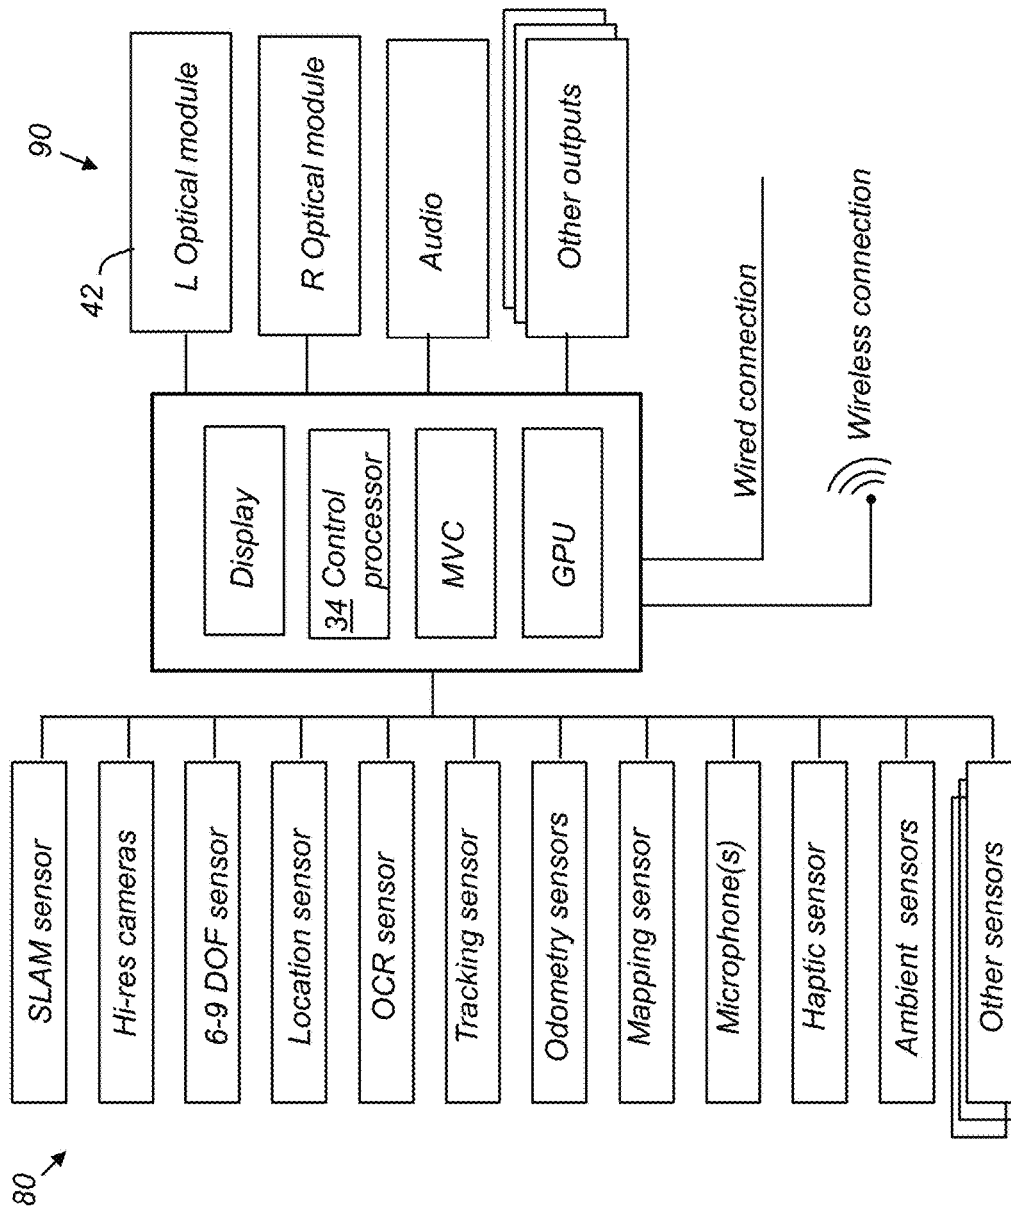 80
SLAM sensor
Hi-res cameras
6-9 DOF sensor
Location sensor
OCR sensor
Tracking sensor
Odometry sensors
Mapping sensor
Microphone(s)
Haptic sensor
Ambient sensors
Other sensors
Display
34 Control
processor
MVC
GPU
90
42
L Optical module
R Optical module
Audio
Other outputs
Wired connection
Wireless connection